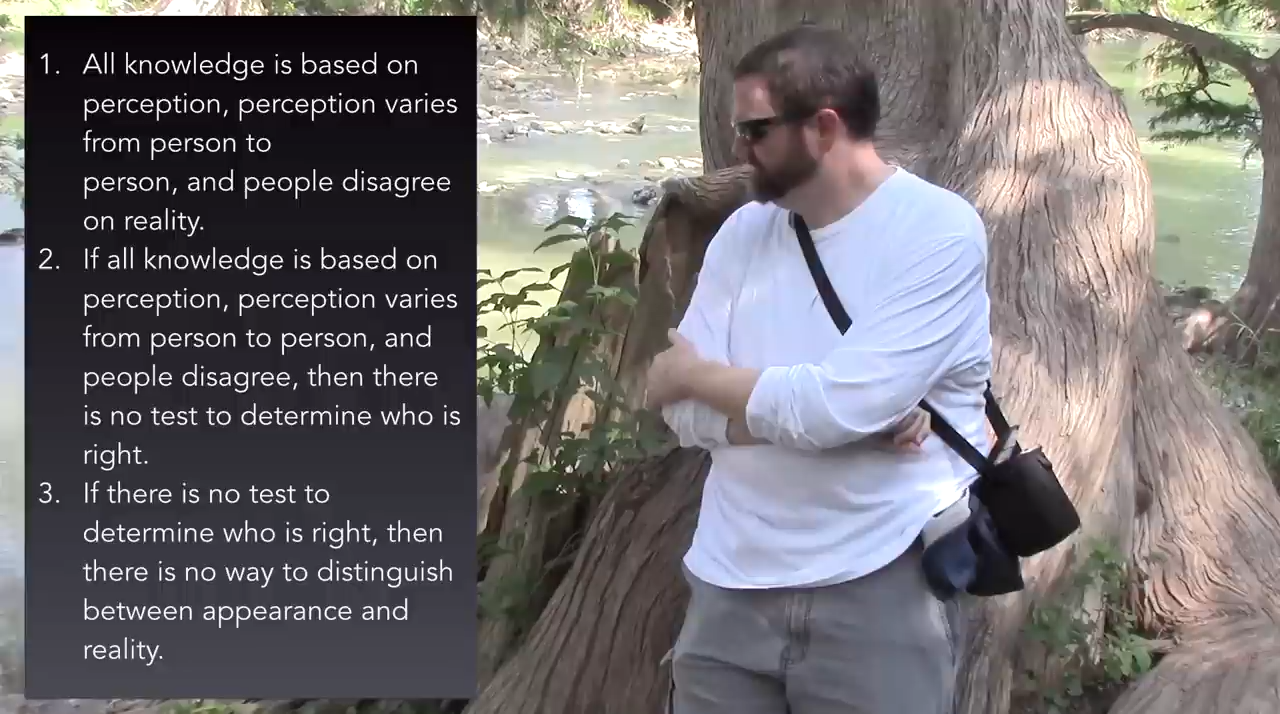 1. All knowledge is based on
perception, perception varies
from person to
person, and people disagree
on reality.
2. If all knowledge is based on
perception, perception varies
from person to person, and
people disagree, then there
is no test to determine who is
right.
3. If there is no test to
determine who is right, then
there is no way to distinguish
between appearance and
reality.